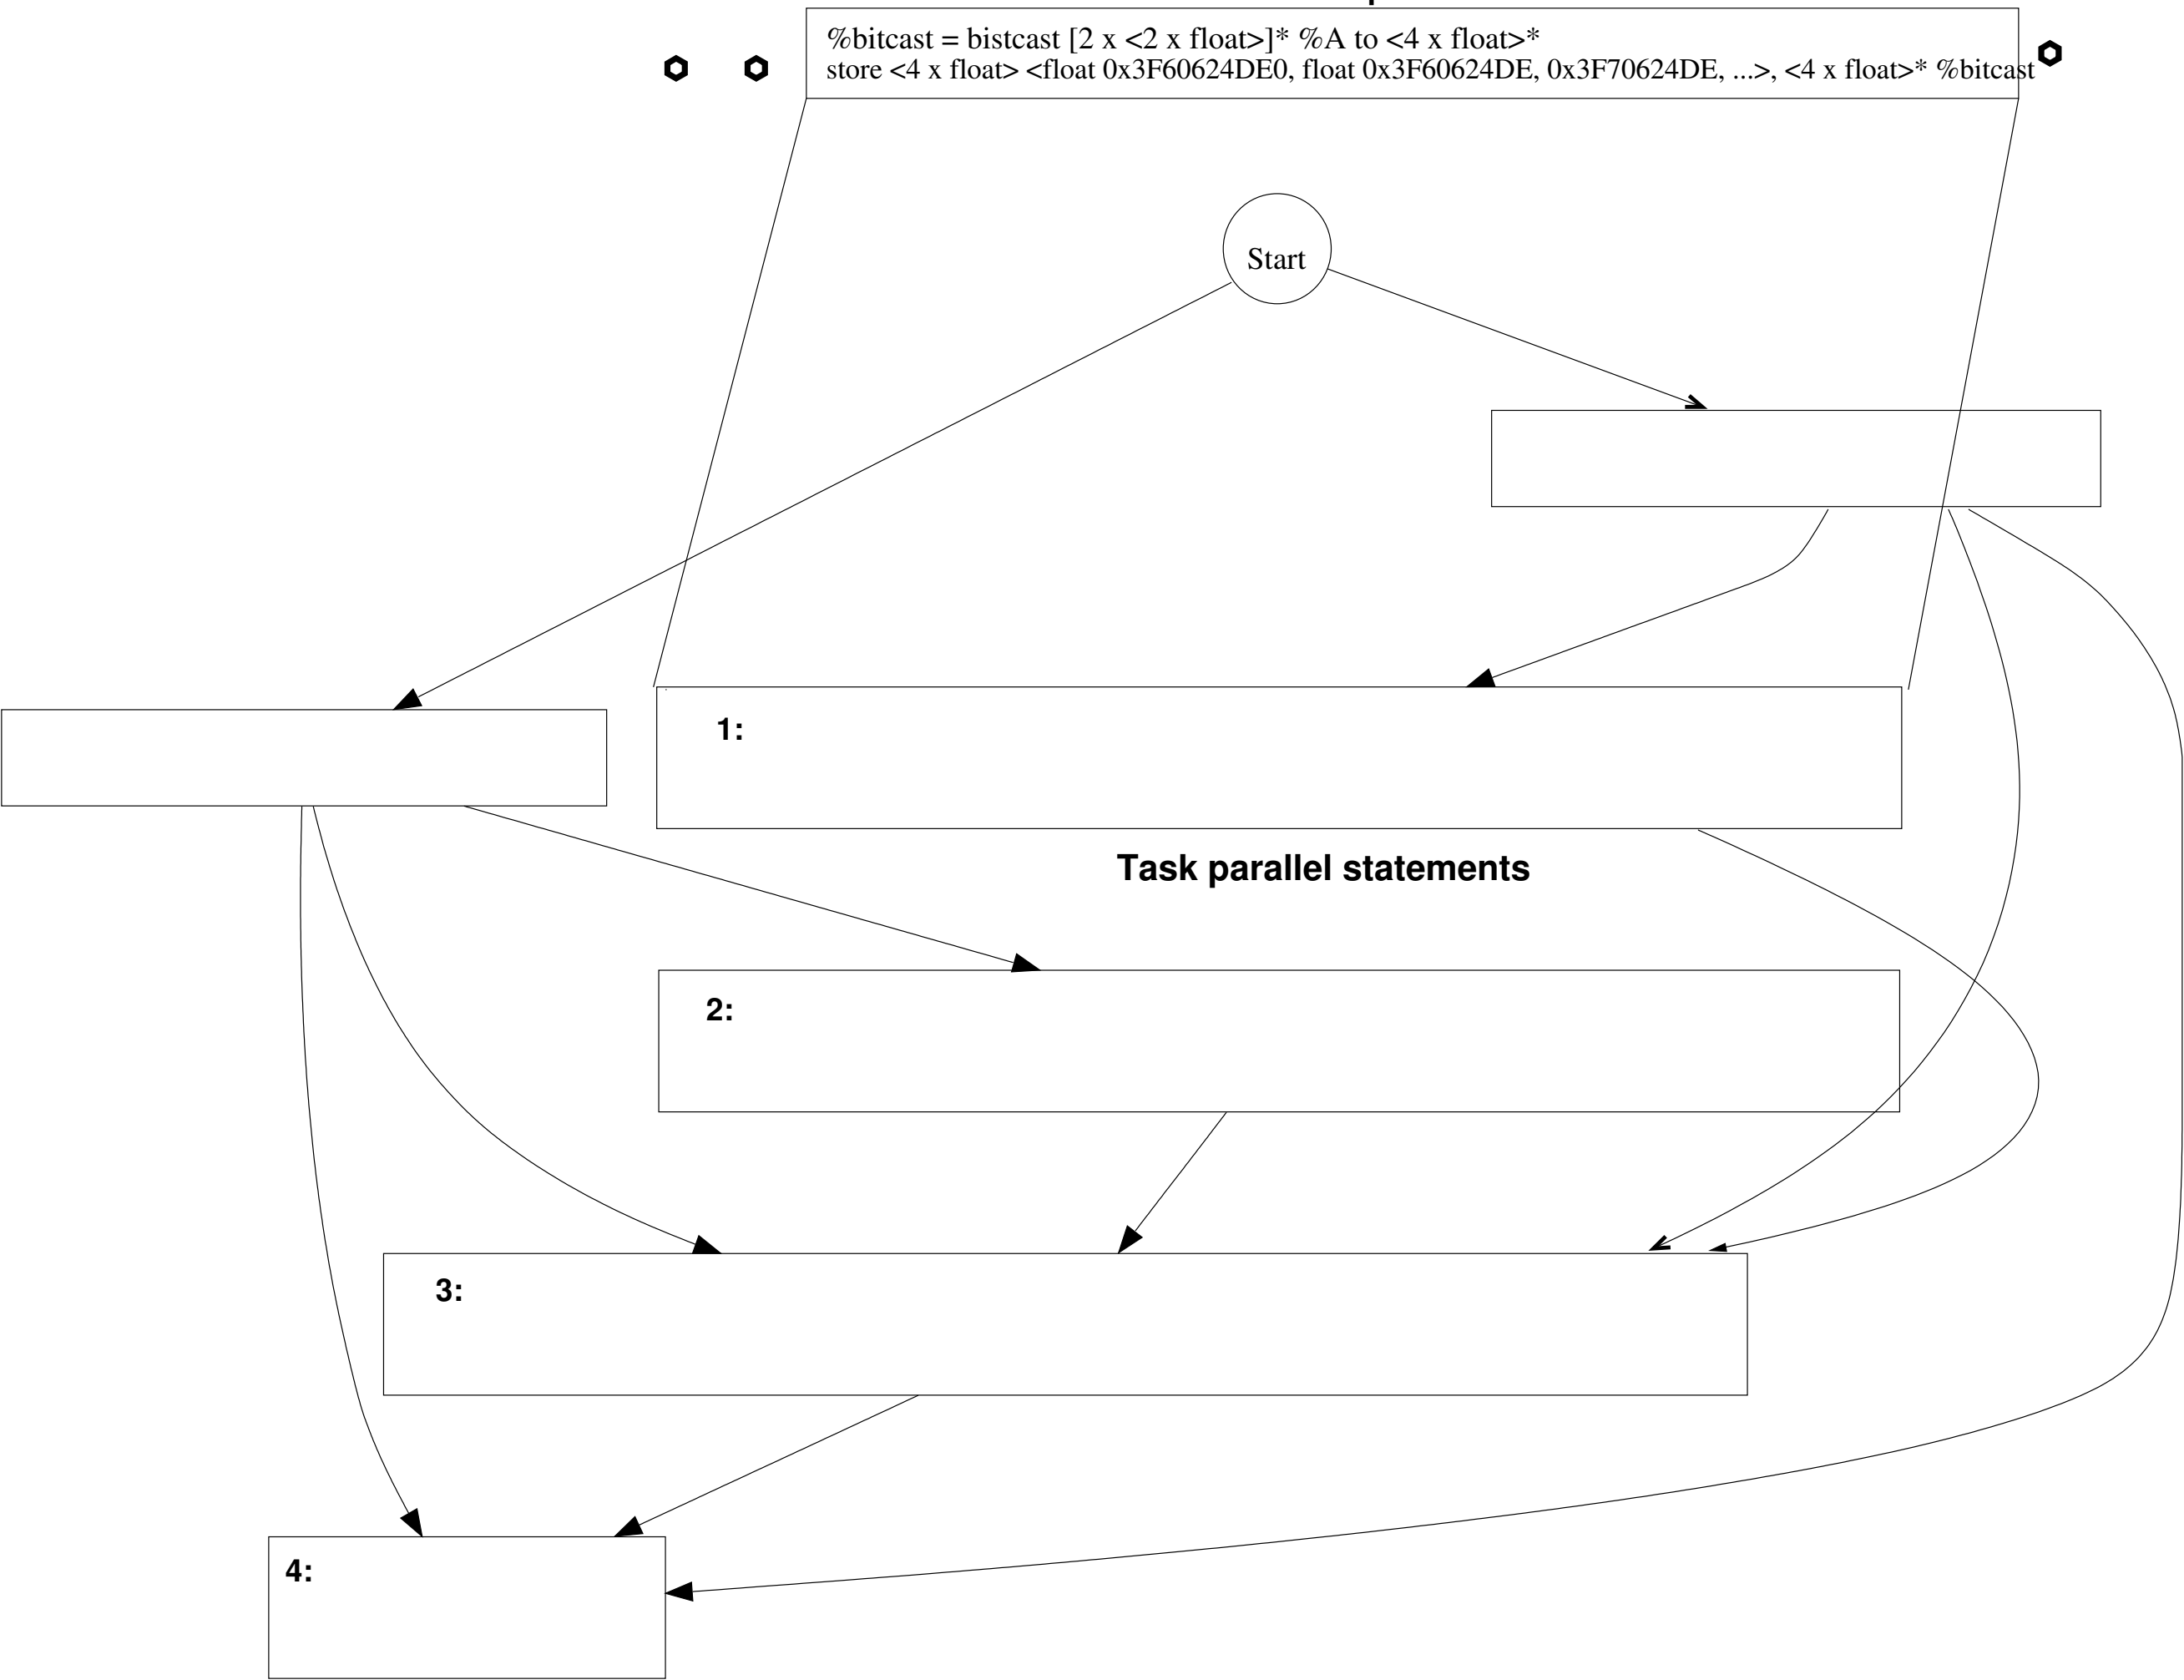 %bitcast = bistcast [2 x <2 x float>]* %A to <4 x float>*
store <4 x float> <float 0x3F60624DE0, float 0x3F60624DE, 0x3F70624DE, ...>, <4 x float>* %bitcast
Start
1:
Task parallel statements
2:
3:
4: